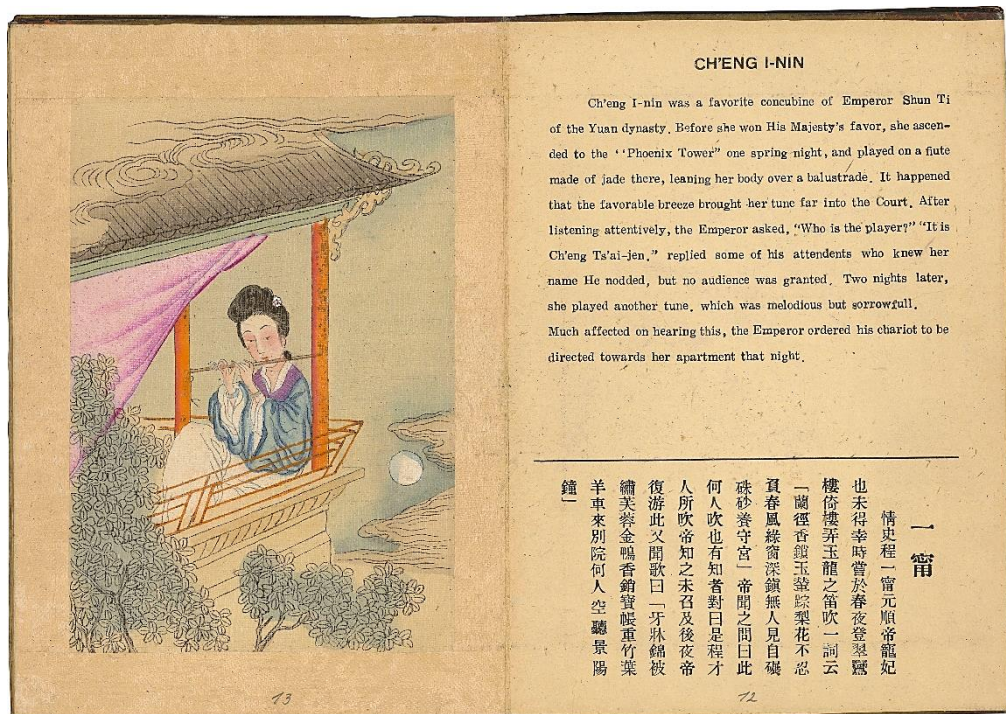 CH'ENG I-NIN
Ch'eng I-nin was a favorite concubine of Emperor Shun Ti
of the Yuan dynasty. Before she won His Majesty's favor, she ascen-
ded to the ‘‘Phoenix Tower” one spring night, and played on a flute
made of jade there, leaning her body over a balustrade. It happened
that the favorable breeze brought her tune far into the Court. After
listening attentively, the Emperor asked, “Who is the player?” “It is
Ch'eng Ts'ai-jen.” replied some of his attendents who knew her
name He nodded, but no audience was granted. Two nights later,
she played another tune. which was melodious but sorrowfull.
Much affected on hearing this, the Emperor ordered his chariot to be
directed towards her apartment that night.
一甯
情史程一甯元順帝寵妃
也未得幸時嘗於春夜登翠鸞
樓倚樓弄玉龍之笛吹一詞云
「蘭徑香銷玉輦踪梨花不忍
負春風綠窗深鎖無人見自碾
硃砂養守宮」帝聞之問曰此
何人吹也有知者對曰是程才
人所吹帝知之未召及後夜帝
復游此又聞歌曰「牙牀錦被
繡芙蓉金鴨香銷寶帳重竹葉
羊車來別院何人空聽景陽
鐘」
13
12